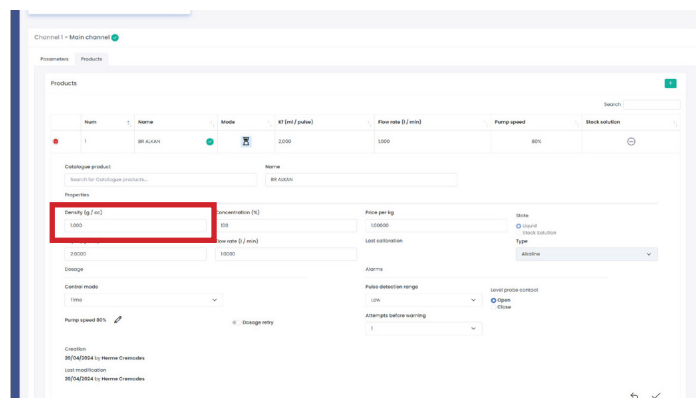 Channel 1 - Main channel
Parameters Products
Products
+
Search
Num Name Mode Kf (ml / pulse) Flow rate (l / min) Pump speed Stock solution
1 BR ALKAN 2,000 1,000 80%
Catalogue product Name
Search for Catalogue products... BR ALKAN
Properties
Density (g / cc) Concentration (%) Price per kg State
1.000 100 1.00000 Liquid
Stock Solution
flow rate (l / min) Last calibration Type
2.0000 1.0000 Alkaline
Dosage Alarms
Control mode Pulse detection range Level probe contact
Time Low Open
Close
Pump speed 80% Dosage retry Attempts before warning
1
Creation
30/04/2024 by Herme Cremades
Last modification
30/04/2024 by Herme Cremades